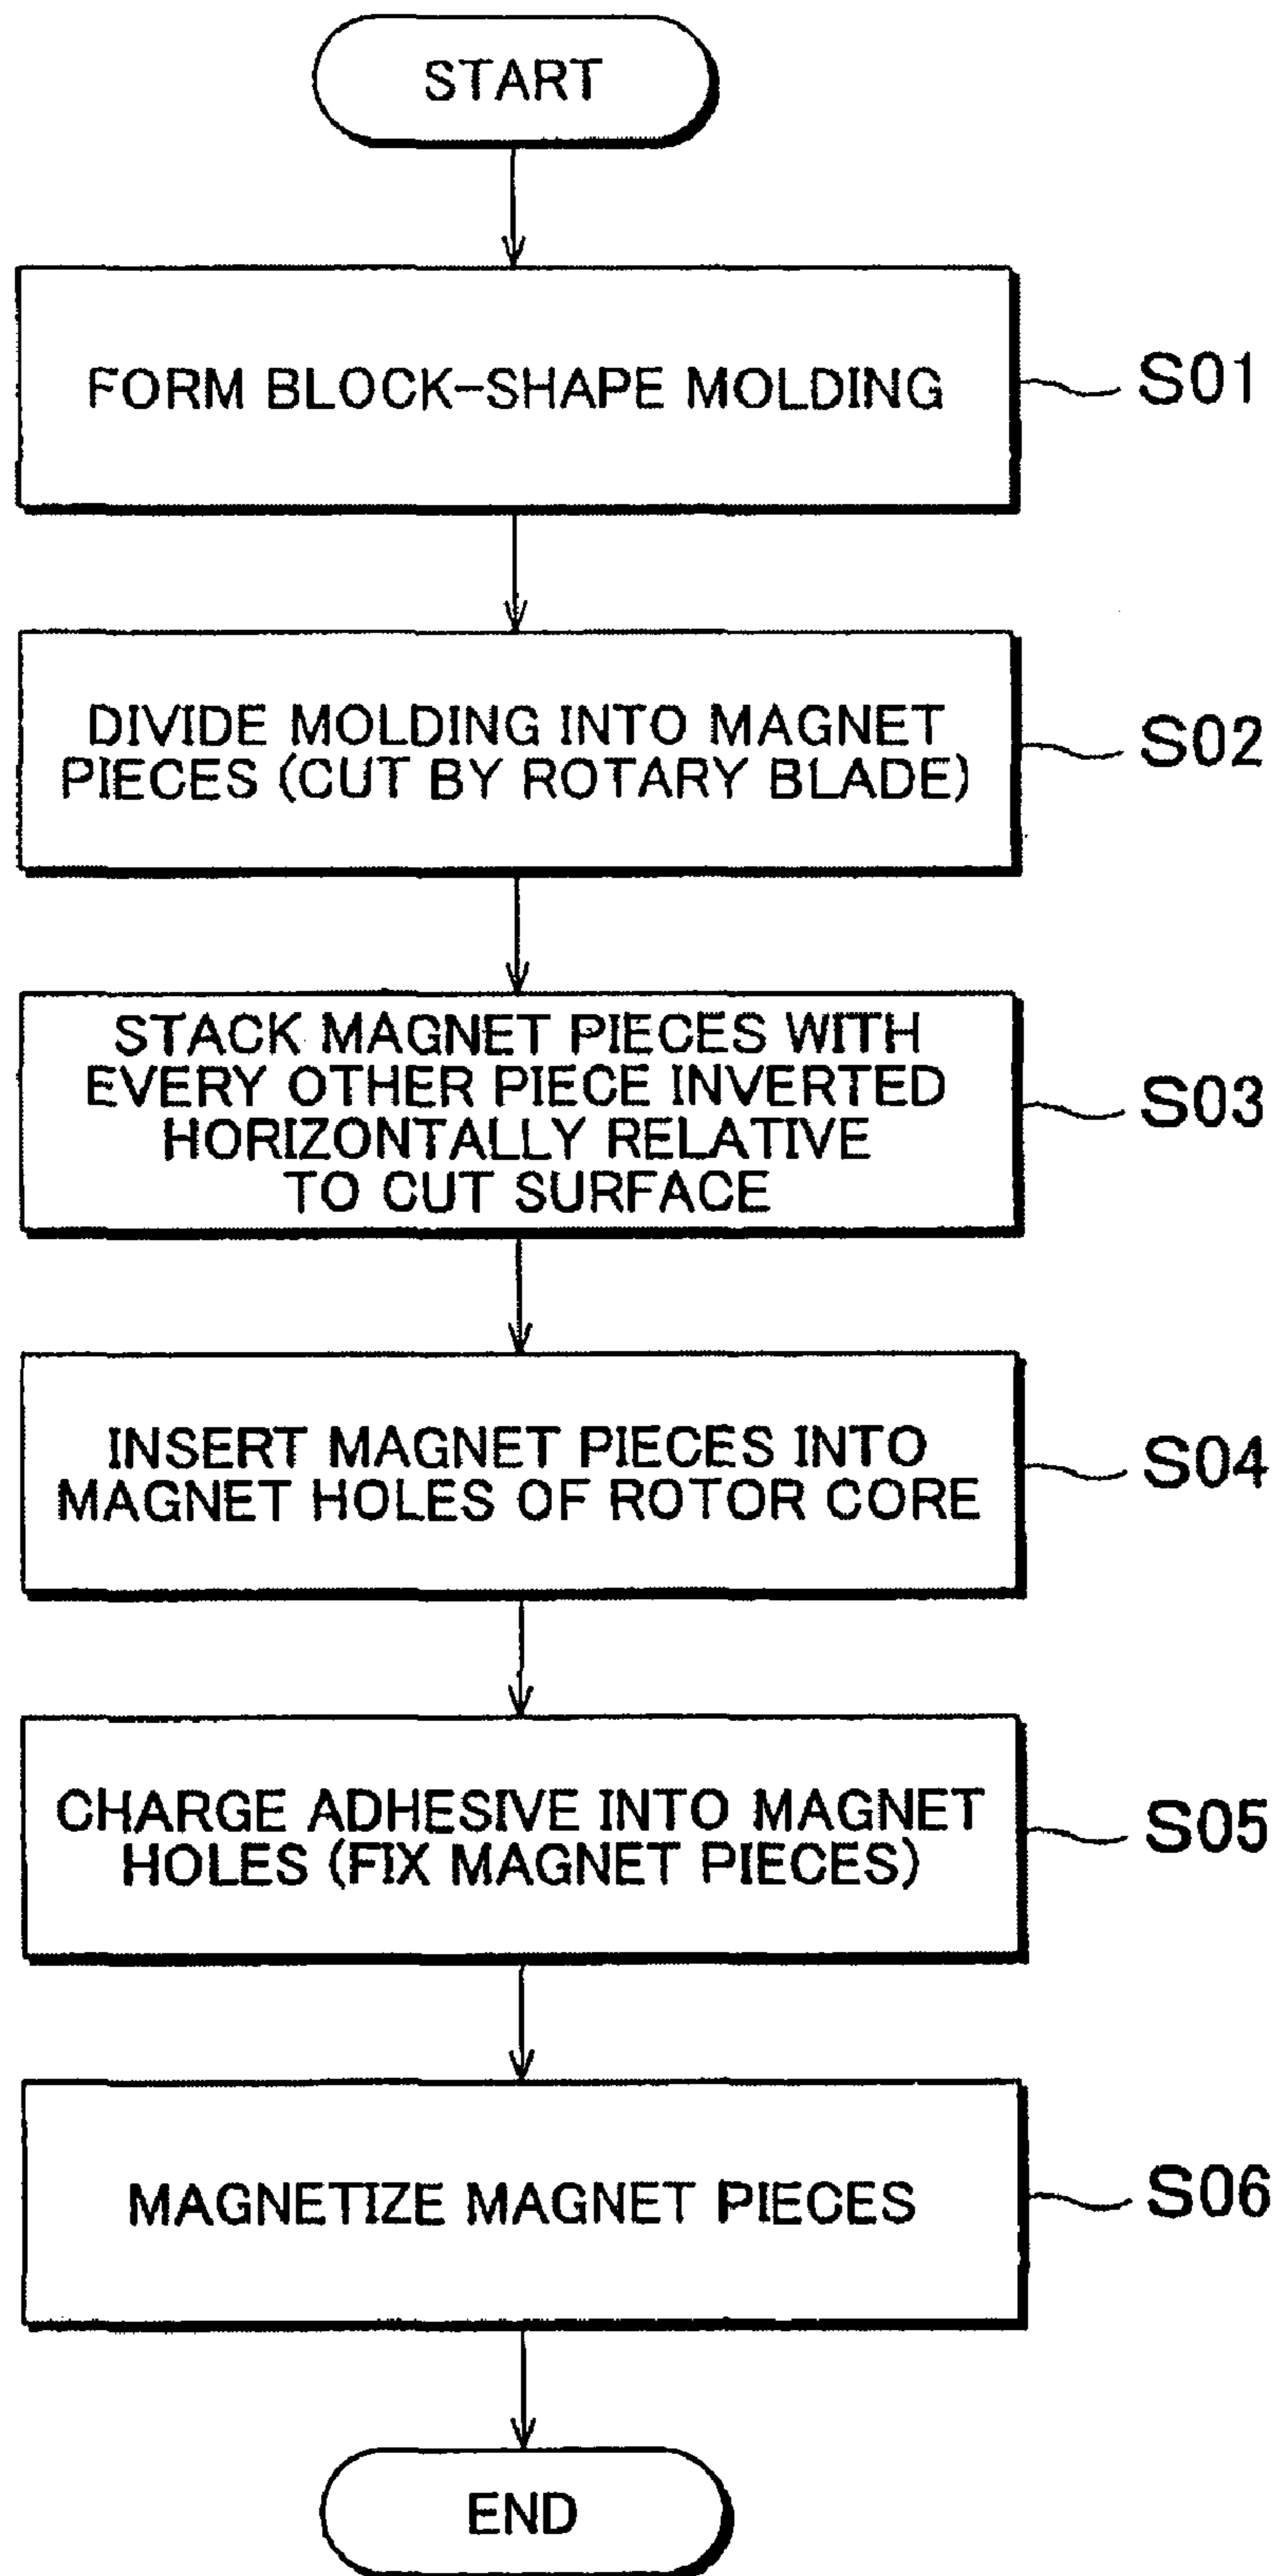 START
FORM BLOCK-SHAPE MOLDING
S01
DIVIDE MOLDING INTO MAGNET
PIECES (CUT BY ROTARY BLADE)
S02
STACK MAGNET PIECES WITH
EVERY OTHER PIECE INVERTED
HORIZONTALLY RELATIVE
TO CUT SURFACE
S03
INSERT MAGNET PIECES INTO
MAGNET HOLES OF ROTOR CORE
S04
CHARGE ADHESIVE INTO MAGNET
HOLES (FIX MAGNET PIECES)
S05
MAGNETIZE MAGNET PIECES
S06
END